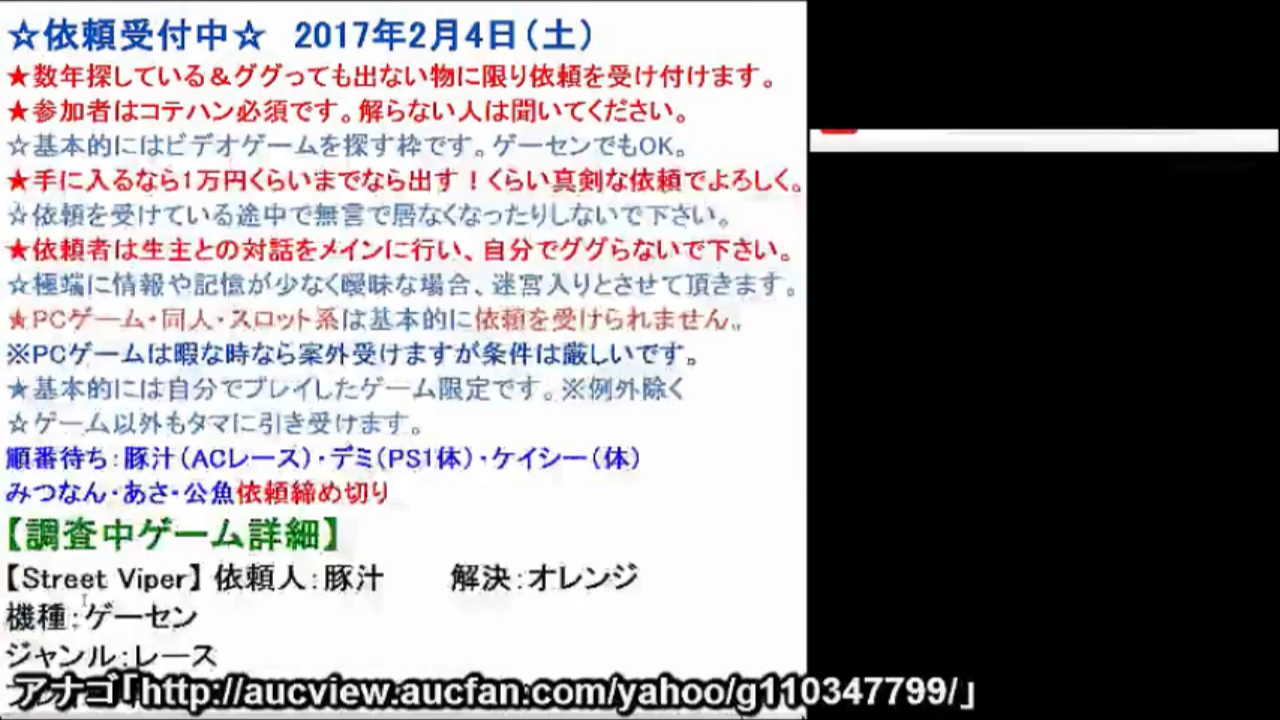 ☆依頼受付中☆ 2017年2月4日(土)
★数年探している＆ググっても出ない物に限り依頼を受け付けます。
★参加者はコテハン必須です。解らない人は聞いてください。
☆基本的にはビデオゲームを探す枠です。ゲーセンでもOK。
★手に入るなら1万円くらいまでなら出す！くらい真剣な依頼でよろしく。
☆依頼を受けている途中で無言で居なくなったりしないで下さい。
★依頼者は生主との対話をメインに行い、自分でググらないで下さい。
☆極端に情報や記憶が少なく曖昧な場合、迷宮入りとさせて頂きます。
★PCゲーム・同人・スロット系は基本的に依頼を受けられません。
※PCゲームは暇な時なら案外受けますが条件は厳しいです。
★基本的には自分でプレイしたゲーム限定です。※例外除く
☆ゲーム以外もタマに引き受けます。
順番待ち：豚汁（ACレース）・デミ（PS1体）・ケイシー（体）
みつなん・あさ・公魚依頼締め切り
【調査中ゲーム詳細】
【Street Viper】依頼人：豚汁 解決：オレンジ
機種：ゲーセン
ジャンル：レース
アナゴ「http://aucview.aucfan.com/yahoo/g110347799/」